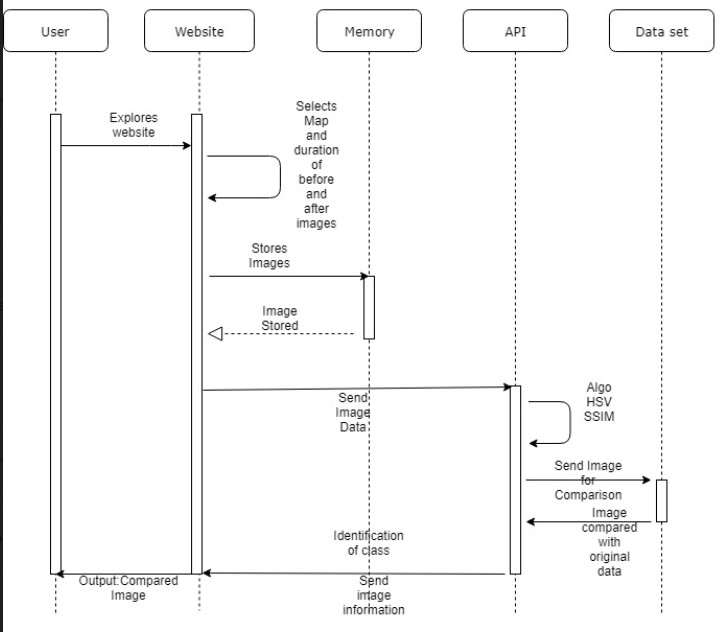 User
Website
Memory
API
Data set
Explores
website
Selects
Map
and
duration
of
before
and
after
images
Stores
Images
Image
Stored
Send
Image
Data
Algo
HSV
SSIM
Send Image
for
Comparison
Image
compared
with
original
data
Identification
of class
Output:Compared
Image
Send
image
information